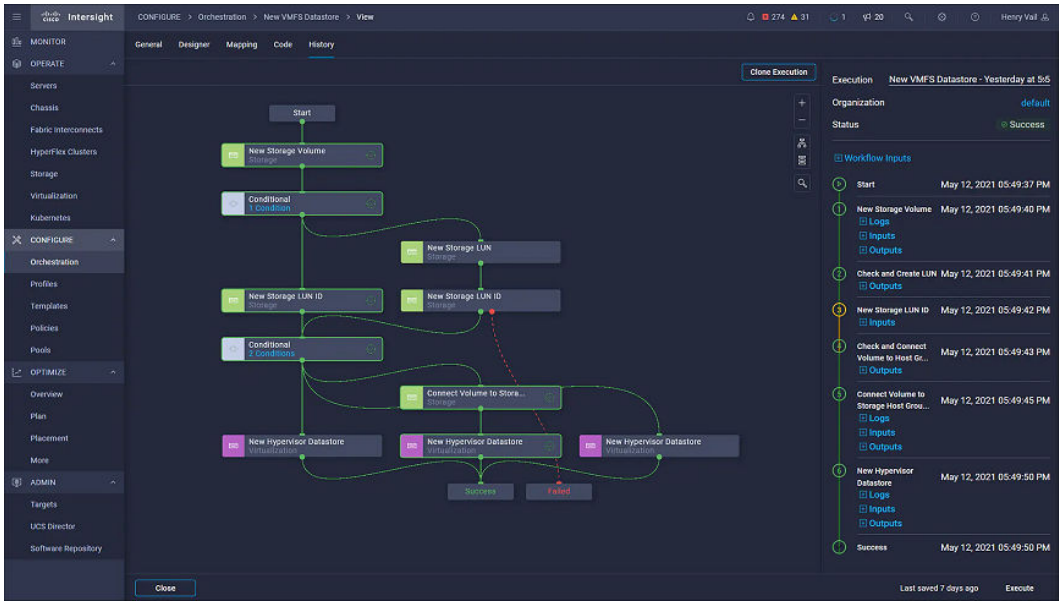 cisco Intersight
CONFIGURE > Orchestration > New VMFS Datastore > View
274 31 1 20 Henry Vail
MONITOR
OPERATE
Servers
Chassis
Fabric Interconnects
HyperFlex Clusters
Storage
Virtualization
Kubernetes
CONFIGURE
Orchestration
Profiles
Templates
Policies
Pools
OPTIMIZE
Overview
Plan
Placement
More
ADMIN
Targets
UCS Director
Software Repository
General Designer Mapping Code History
Clone Execution
Start
New Storage Volume
Storage
Conditional
1 Condition
New Storage LUN
Storage
New Storage LUN ID
Storage
New Storage LUN ID
Storage
Conditional
2 Conditions
Connect Volume to Stora...
Storage
New Hypervisor Datastore
Virtualization
New Hypervisor Datastore
Virtualization
New Hypervisor Datastore
Virtualization
Success
Failed
Close
Execution New VMFS Datastore - Yesterday at 5:5
Organization default
Status Success
Workflow Inputs
Start May 12, 2021 05:49:37 PM
1 New Storage Volume May 12, 2021 05:49:40 PM
Logs
Inputs
Outputs
2 Check and Create LUN May 12, 2021 05:49:41 PM
Outputs
3 New Storage LUN ID May 12, 2021 05:49:42 PM
Inputs
4 Check and Connect
Volume to Host Gr... May 12, 2021 05:49:43 PM
Outputs
5 Connect Volume to
Storage Host Grou... May 12, 2021 05:49:45 PM
Logs
Inputs
Outputs
6 New Hypervisor
Datastore May 12, 2021 05:49:50 PM
Logs
Inputs
Outputs
Success May 12, 2021 05:49:50 PM
Last saved 7 days ago Execute